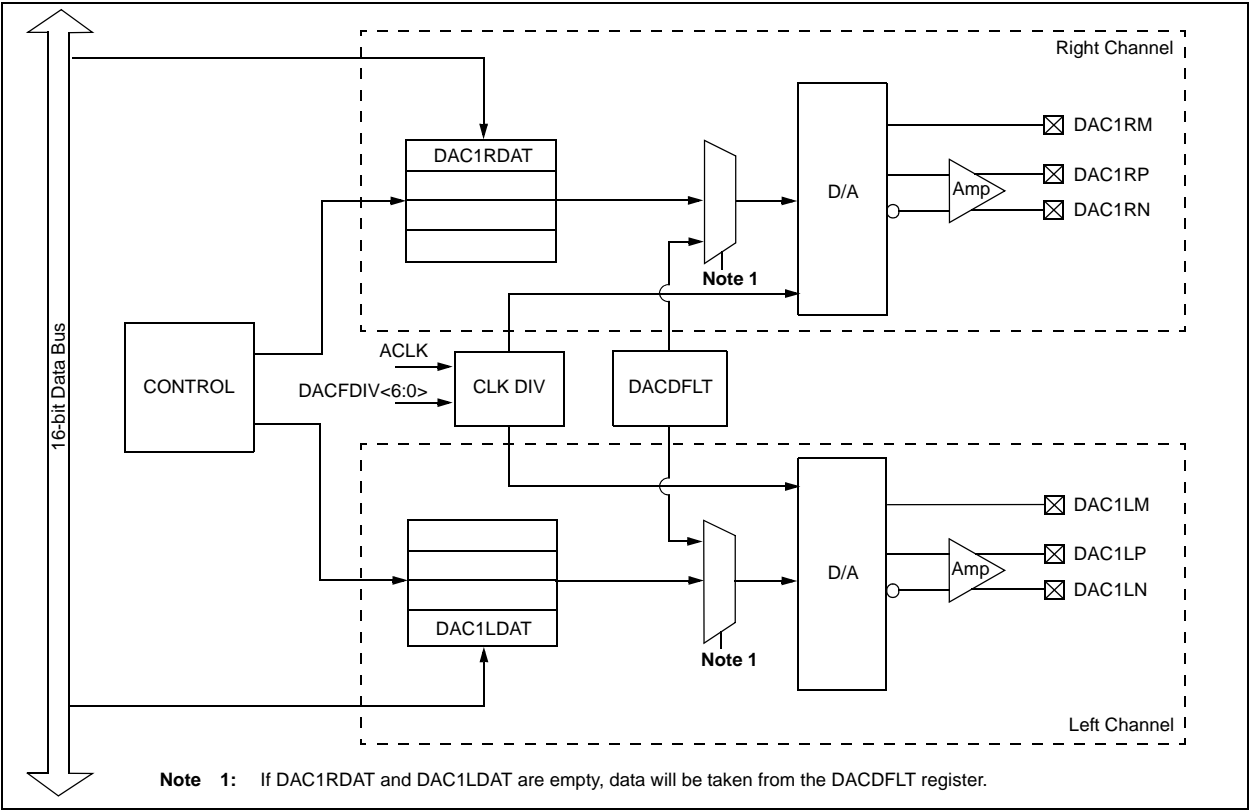 Right Channel
DAC1RDAT
D/A
DAC1RM
DAC1RP
Amp
DAC1RN
Note 1
16-bit Data Bus
CONTROL
ACLK
DACFDIV<6:0>
CLK DIV
DACDFLT
DAC1LDAT
D/A
DAC1LM
DAC1LP
Amp
DAC1LN
Note 1
Left Channel
Note 1: If DAC1RDAT and DAC1LDAT are empty, data will be taken from the DACDFLT register.